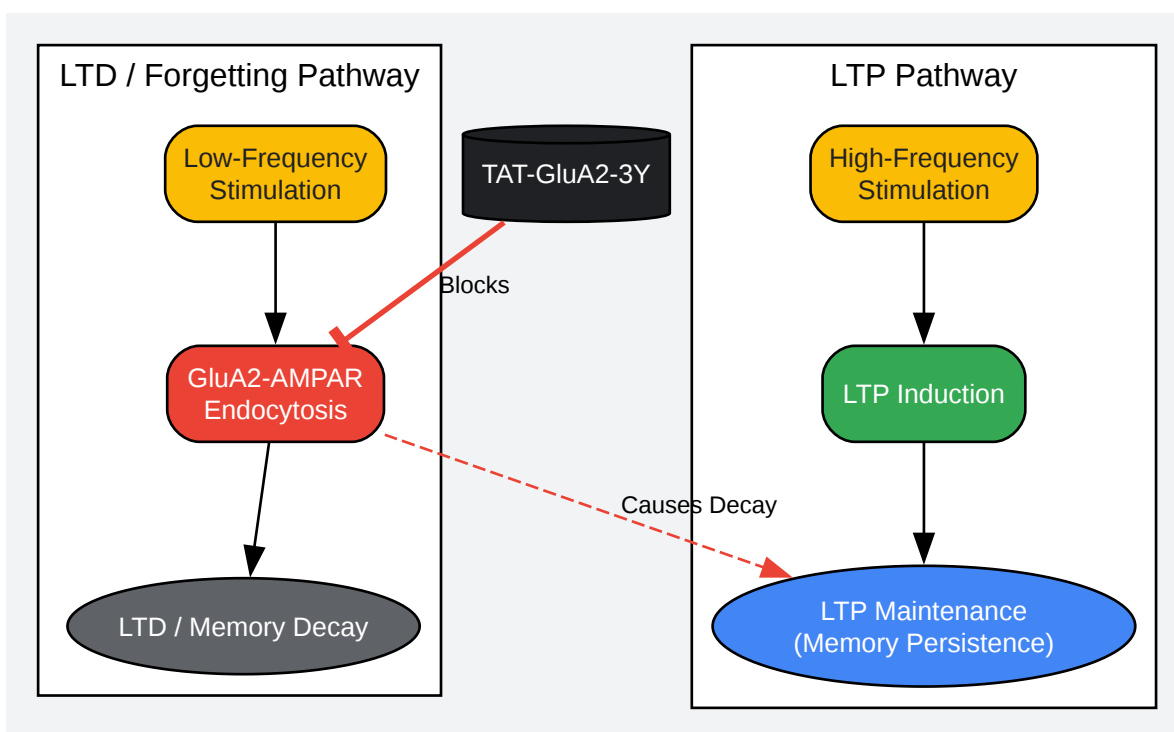 LTD / Forgetting Pathway
Low-Frequency
Stimulation
GluA2-AMPAR
Endocytosis
LTD / Memory Decay
TAT-GluA2-3Y
Blocks
Causes Decay
LTP Pathway
High-Frequency
Stimulation
LTP Induction
LTP Maintenance
(Memory Persistence)